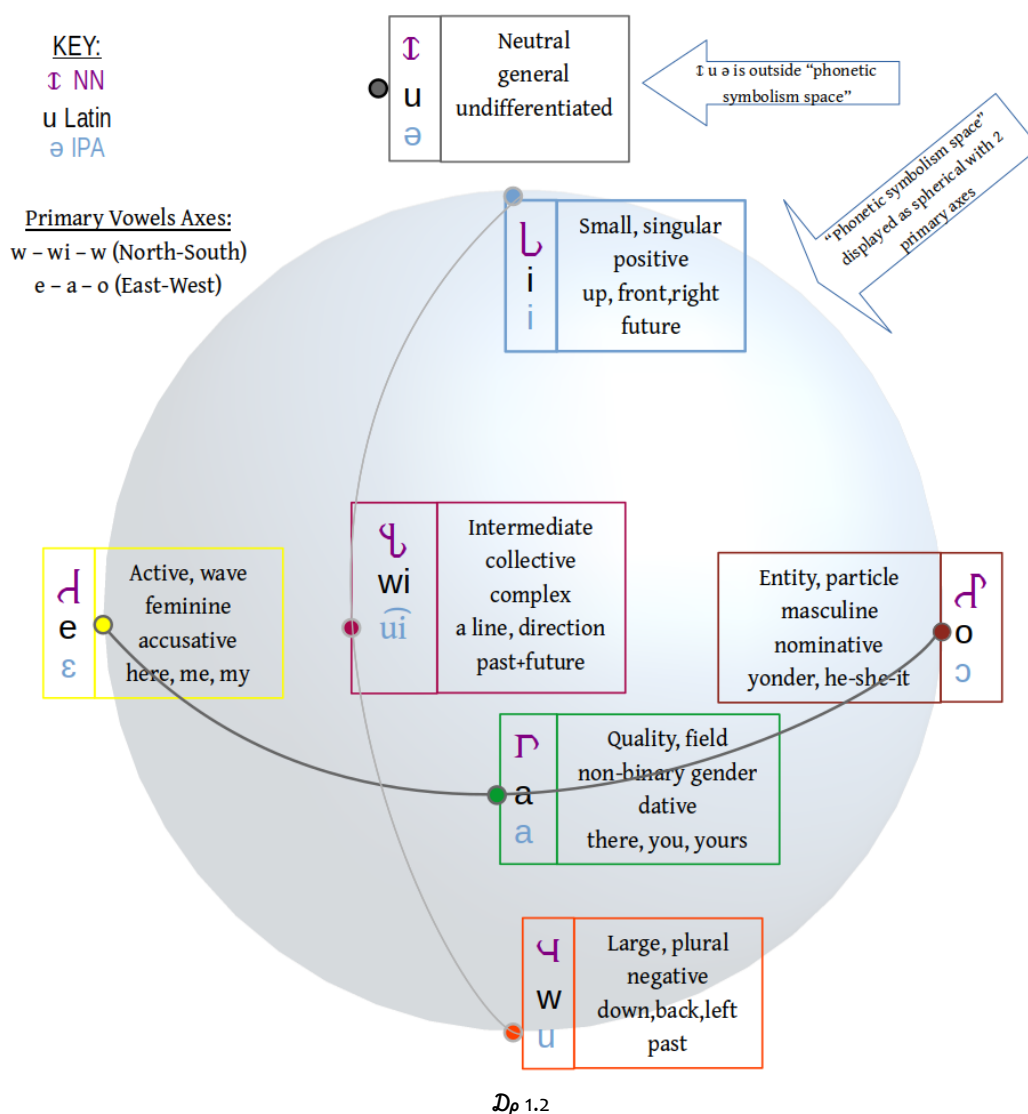 KEY:
NN
u Latin
ə IPA
u
ə
Neutral
general
undifferentiated
u ə is outside “phonetic
symbolism space”
“Phonetic symbolism space”
displayed as spherical with 2
primary axes
Primary Vowels Axes:
w – wi – w (North-South)
e – a – o (East-West)
i
i
Small, singular
positive
up, front,right
future
wi
u͡i
Intermediate
collective
complex
a line, direction
past+future
e
ε
Active, wave
feminine
accusative
here, me, my
Entity, particle
masculine
nominative
yonder, he-she-it
o
ɔ
a
a
Quality, field
non-binary gender
dative
there, you, yours
w
u
Large, plural
negative
down,back,left
past
1.2